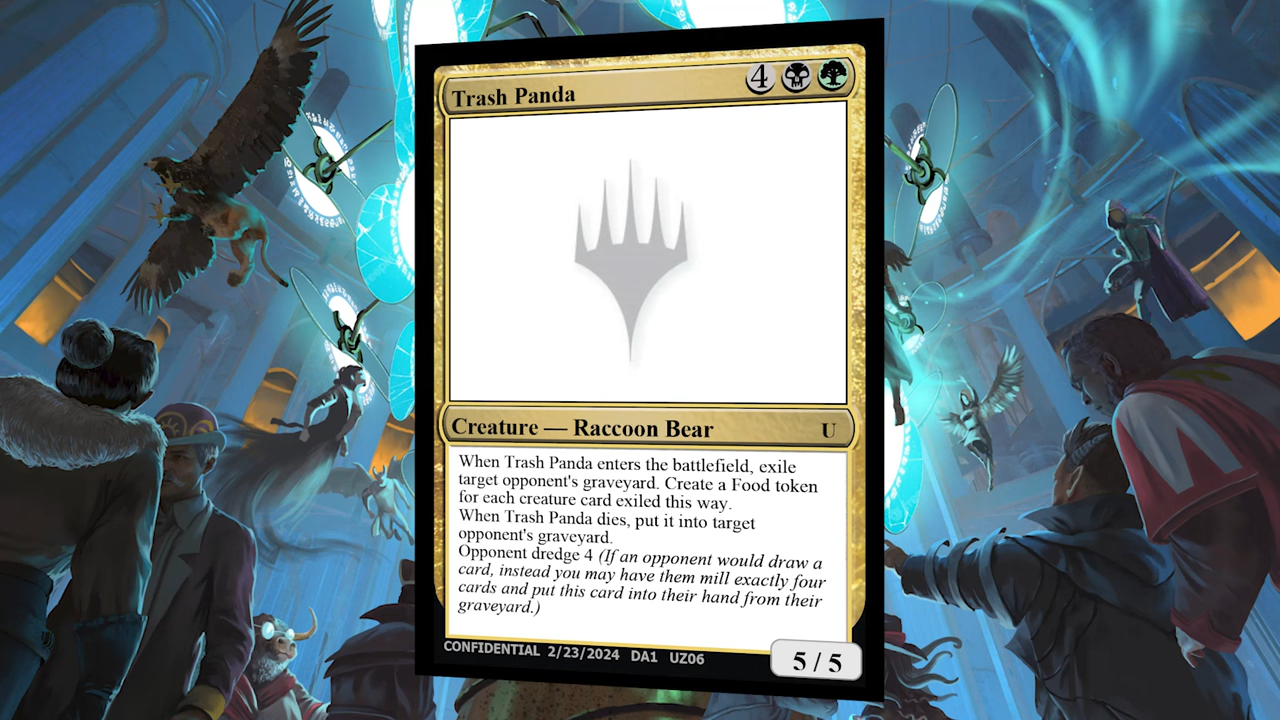 Trash Panda 4
Creature — Raccoon Bear U
When Trash Panda enters the battlefield, exile
target opponent's graveyard. Create a Food token
for each creature card exiled this way.
When Trash Panda dies, put it into target
opponent's graveyard.
Opponent dredge 4 (If an opponent would draw a
card, instead you may have them mill exactly four
cards and put this card into their hand from their
graveyard.)
CONFIDENTIAL 2/23/2024 DA1 UZ06
5/5